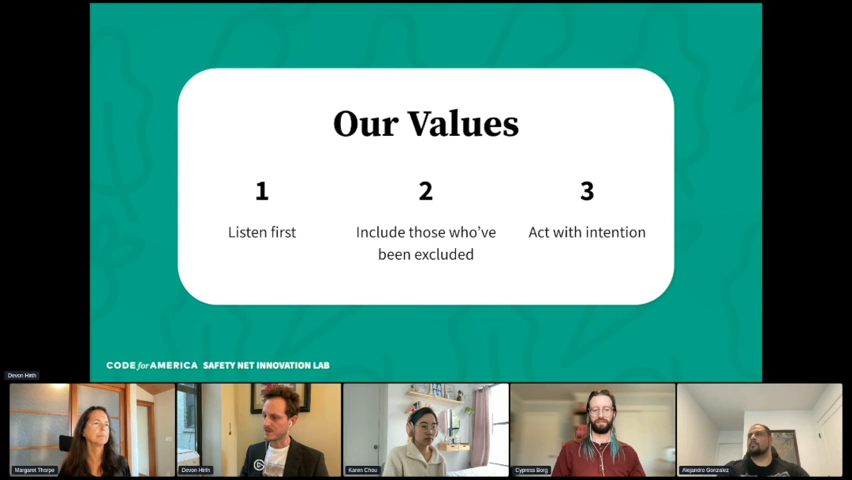 Our Values
1
Listen first
2
Include those who've
been excluded
3
Act with intention
CODE for AMERICA SAFETY NET INNOVATION LAB
Devon Hirth
Margaret Thorpe
Devon Hirth
Karen Chau
Cypress Borg
Alejandro Gonzalez